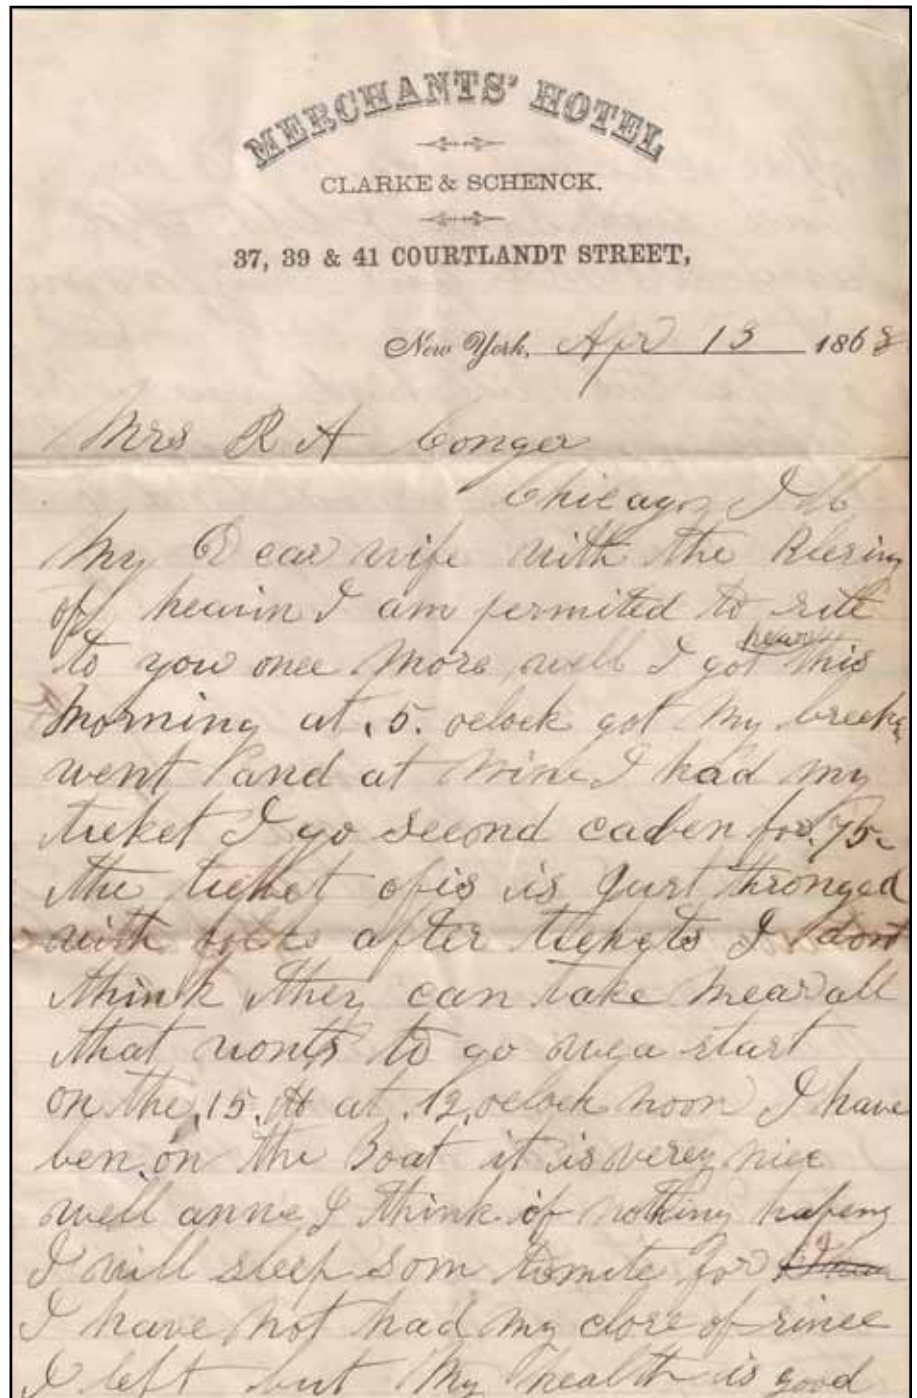 MERCHANTS' HOTEL
CLARKE & SCHENCK.
37, 39 & 41 COURTLANDT STREET,
New York, Apr 13 1868
Mrs R A Conger
Chicago Ill
My Dear wife with the Blesing
of heavin I am permited to rite
to you once more well I got hear this
morning at .5. oclock got my breek
went and at nine I had my
ticket I go second caben for .75.
the ticket ofis is Just thronged
with folks after tickets I dont
think they can take near all
that wonts to go wea start
on the .15. at .12. oclock noon I have
ben on the Boat it is verey nice
well anne I think if nothing hapens
I will sleep som tomite for
I have not had my close of since
I left but my health is good